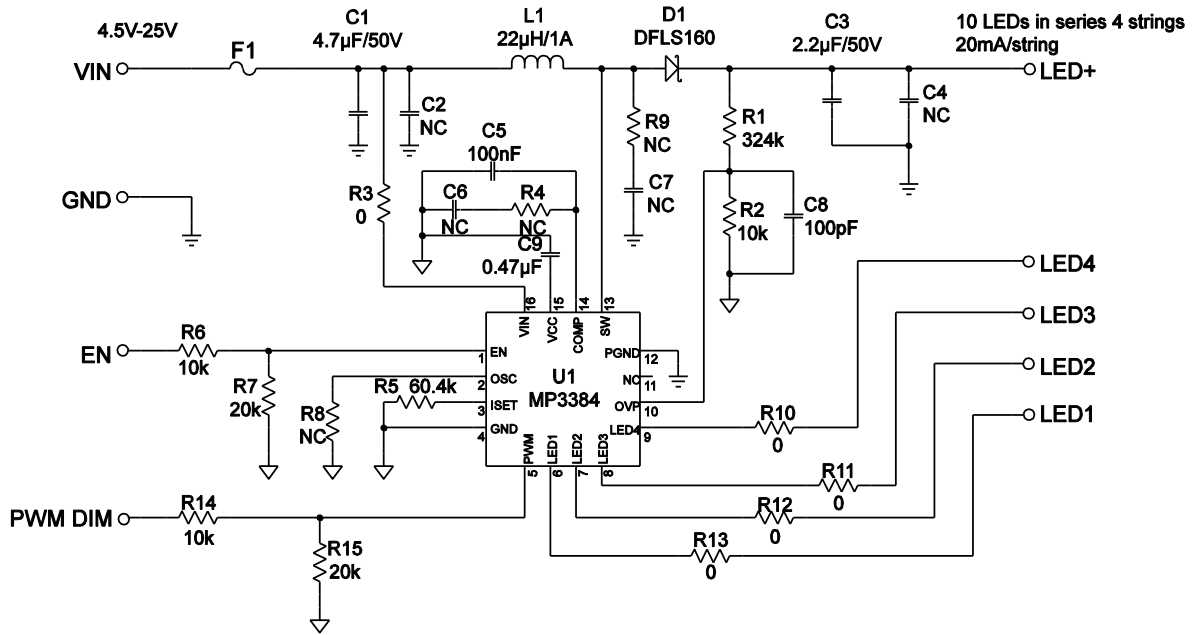 4.5V-25V
VIN
F1
C1
4.7μF/50V
L1
22μH/1A
D1
DFLS160
C3
2.2μF/50V
10 LEDs in series 4 strings
20mA/string
LED+
C2
NC
C5
100nF
R9
NC
R1
324k
C4
NC
GND
R3
0
C6
NC
R4
NC
C7
NC
R2
10k
C8
100pF
C9
0.47μF
LED4
16
15
14
13
VIN
VCC
COMP
SW
LED3
EN
R6
10k
1
EN
PGND
12
LED2
R7
20k
2
OSC
U1
MP3384
NC
11
R5 60.4k
3
ISET
OVP
10
R8
NC
4
GND
LED4
9
R10
0
LED1
PWM
LED1
LED2
LED3
5
6
7
8
R11
0
PWM DIM
R14
10k
R12
0
R15
20k
R13
0